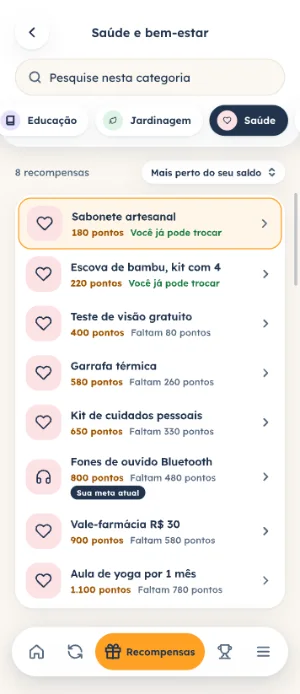 Saúde e bem-estar
Pesquise nesta categoria
Educação
Jardinagem
Saúde
8 recompensas
Mais perto do seu saldo
Sabonete artesanal
180 pontos Você já pode trocar
Escova de bambu, kit com 4
220 pontos Você já pode trocar
Teste de visão gratuito
400 pontos Faltam 80 pontos
Garrafa térmica
580 pontos Faltam 260 pontos
Kit de cuidados pessoais
650 pontos Faltam 330 pontos
Fones de ouvido Bluetooth
800 pontos Faltam 480 pontos
Sua meta atual
Vale-farmácia R$ 30
900 pontos Faltam 580 pontos
Aula de yoga por 1 mês
1.100 pontos Faltam 780 pontos
Recompensas